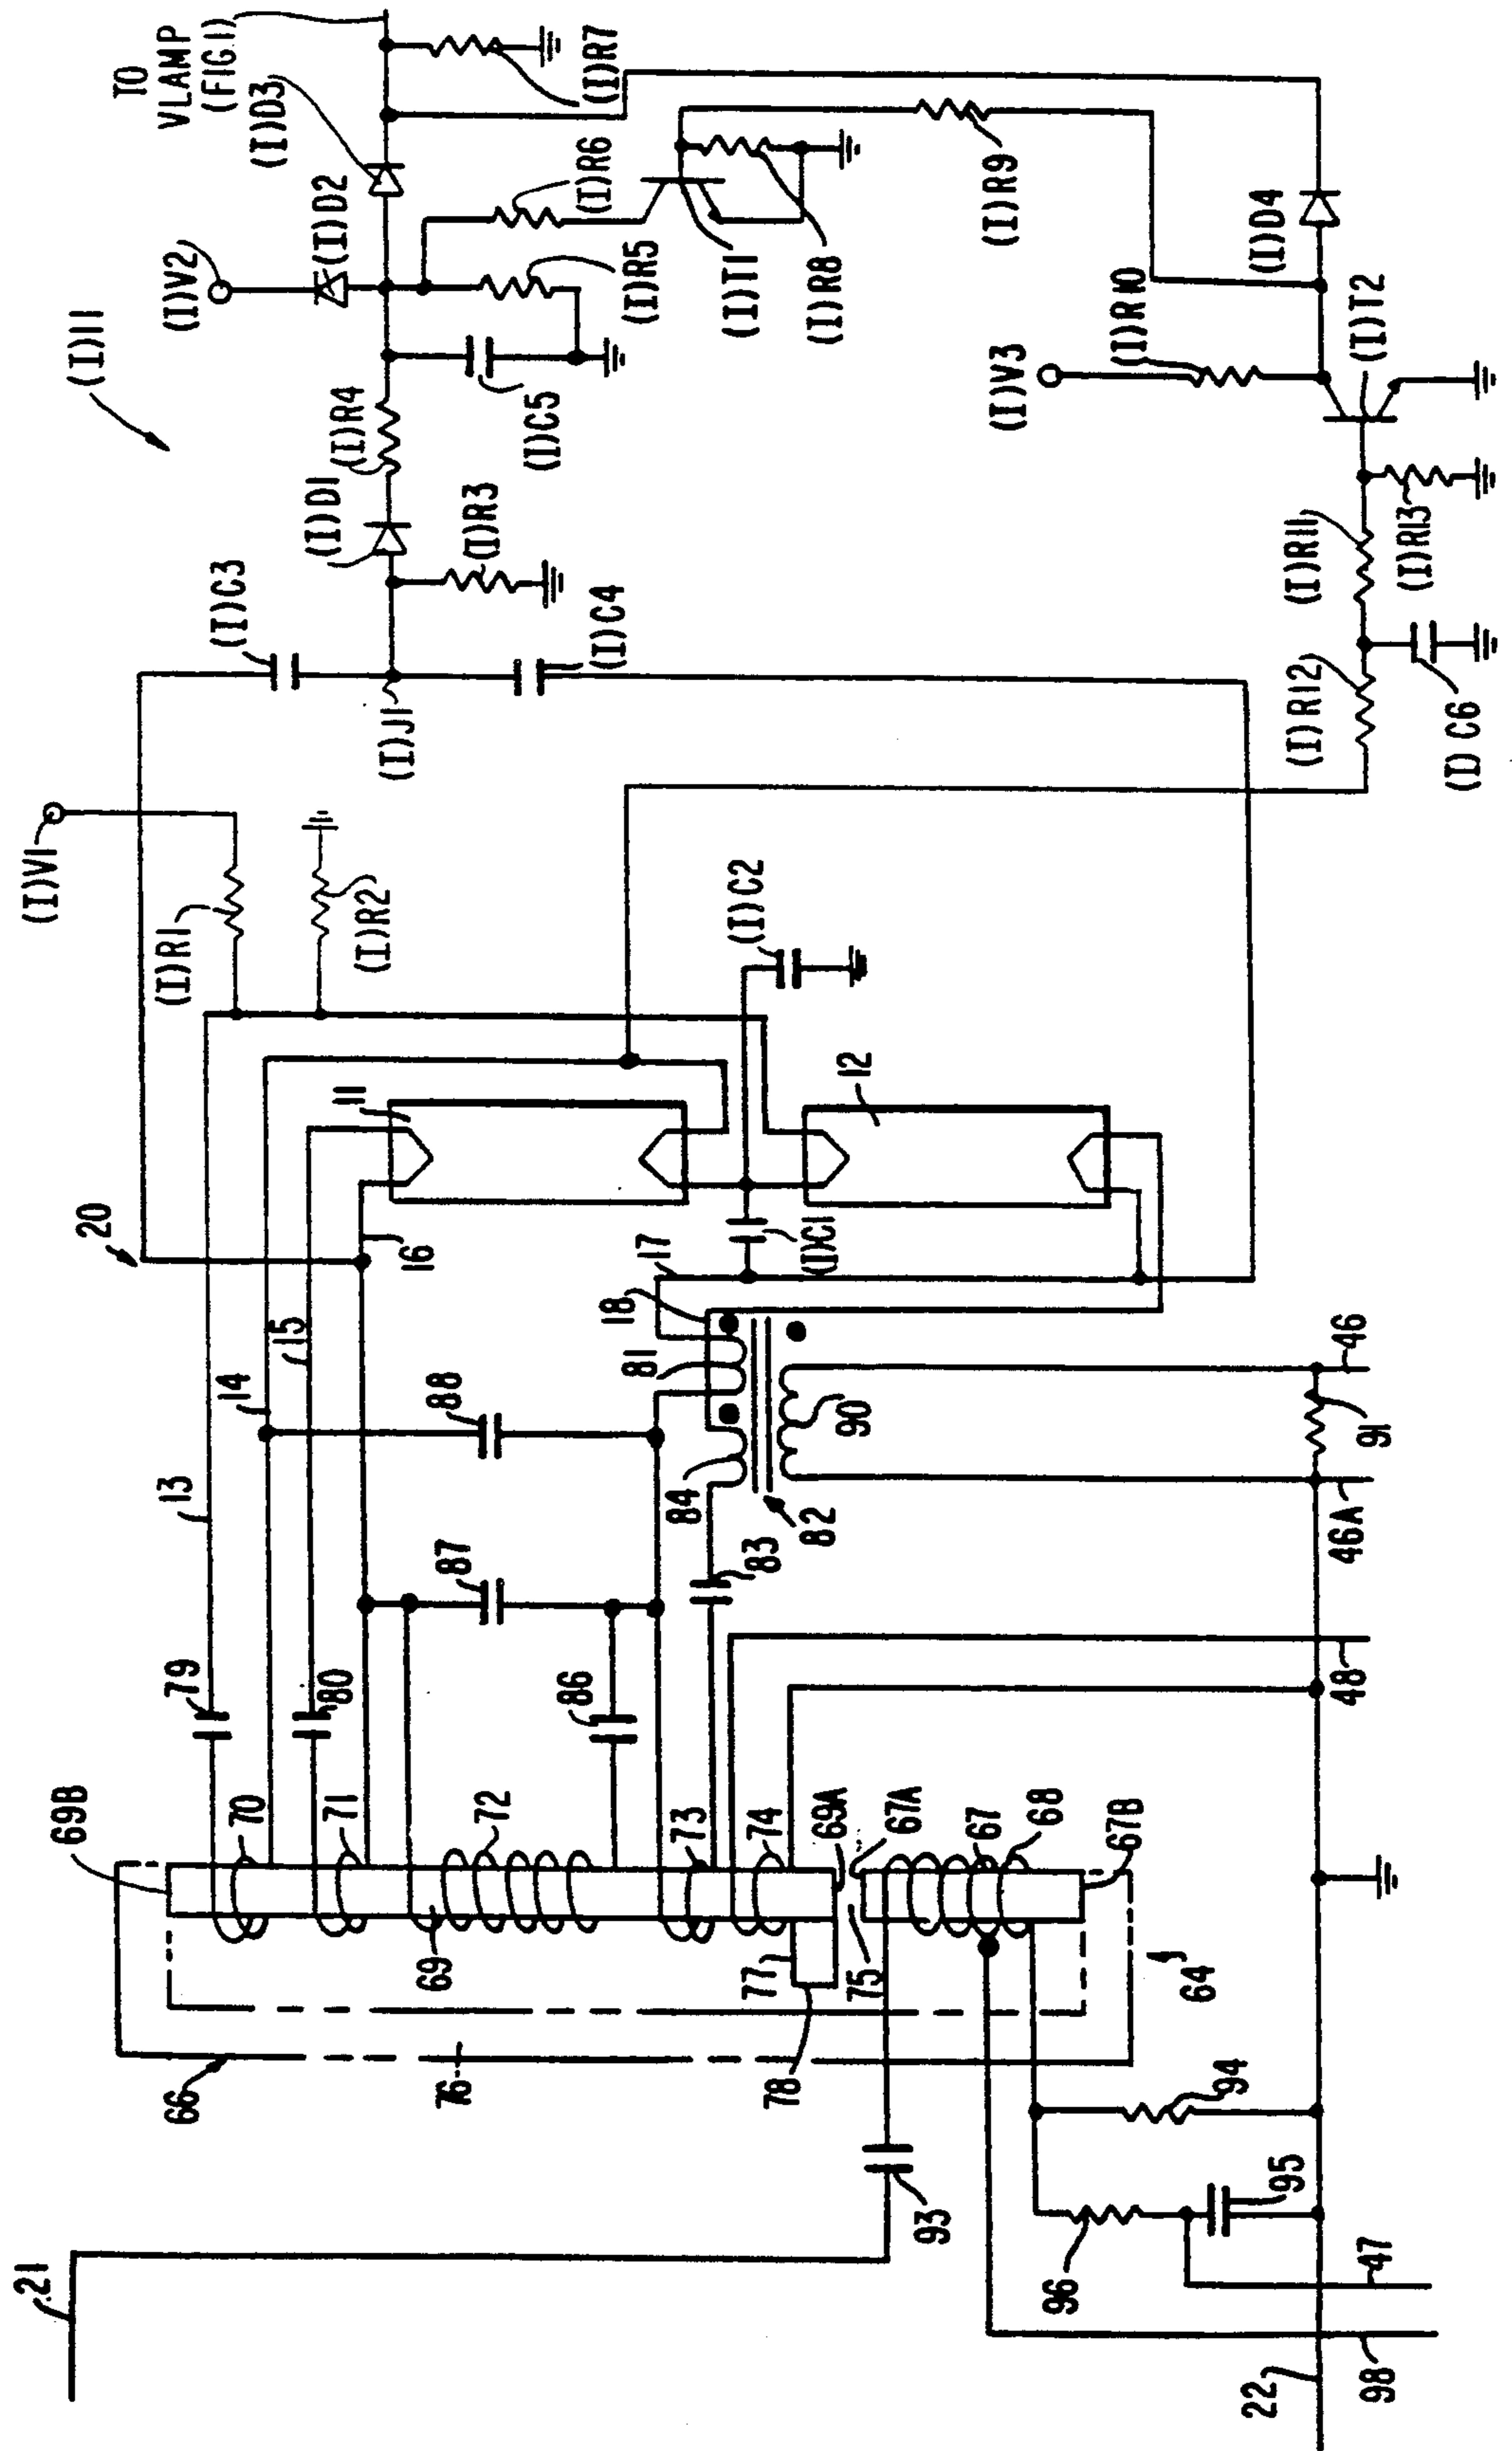 TO
VLAMP
(FIG.1)
(I)D3
(I)V2
(I)D2
(I)R7
(I)11
(I)R6
(I)R4
(I)R5
(I)D1
(I)C5
(I)T1
(I)R8
(I)R9
(I)R3
(I)C3
(I)C4
(I)J1
(I)D4
(I)R10
(I)V3
(I)T2
(I)R11
(I)R13
(I)R12
(I)C6
(I)V1
(I)R1
(I)R2
(I)C2
20
11
12
16
17
(I)C1
18
15
14
13
81
88
84
90
82
46
91
46A
87
83
79
80
86
48
69B
70
71
72
73
74
69A
67A
67
68
67B
69
77
75
64
66
76
78
94
93
95
96
21
47
22
98